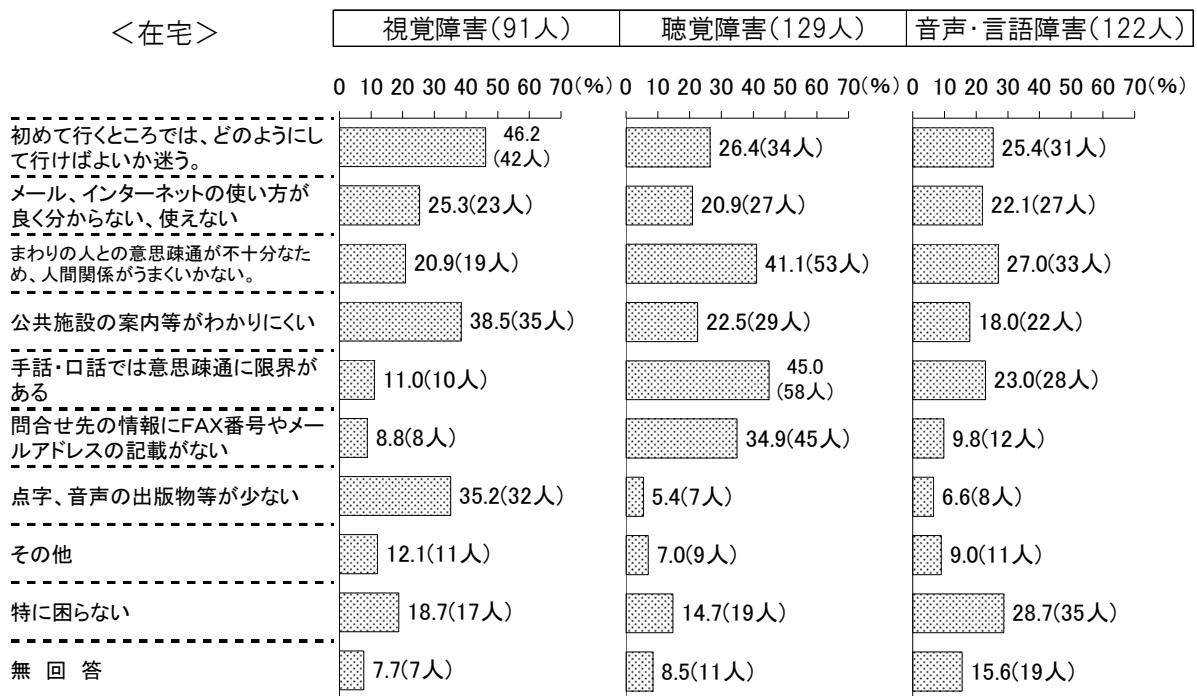 ＜在宅＞
視覚障害(91人) 聴覚障害(129人) 音声・言語障害(122人)
0 10 20 30 40 50 60 70(%) 0 10 20 30 40 50 60 70(%) 0 10 20 30 40 50 60 70(%)
初めて行くところでは、どのようにし
て行けばよいか迷う。
46.2
(42人)
26.4(34人) 25.4(31人)
メール、インターネットの使い方が
良く分からない、使えない
25.3(23人) 20.9(27人) 22.1(27人)
まわりの人との意思疎通が不十分なた
め、人間関係がうまくいかない。
20.9(19人) 41.1(53人) 27.0(33人)
公共施設の案内等がわかりにくい
38.5(35人) 22.5(29人) 18.0(22人)
手話・口話では意思疎通に限界が
ある
11.0(10人)
45.0
(58人)
23.0(28人)
問合せ先の情報にFAX番号やメー
ルアドレスの記載がない
8.8(8人) 34.9(45人) 9.8(12人)
点字、音声の出版物等が少ない
35.2(32人) 5.4(7人) 6.6(8人)
その他
12.1(11人) 7.0(9人) 9.0(11人)
特に困らない
18.7(17人) 14.7(19人) 28.7(35人)
無 回 答
7.7(7人) 8.5(11人) 15.6(19人)